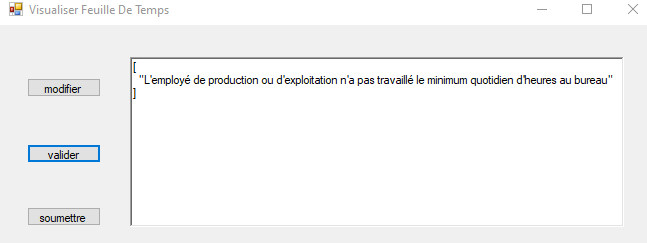 Visualiser Feuille De Temps
modifier
[
"L'employé de production ou d'exploitation n'a pas travaillé le minimum quotidien d'heures au bureau"
]
valider
soumettre